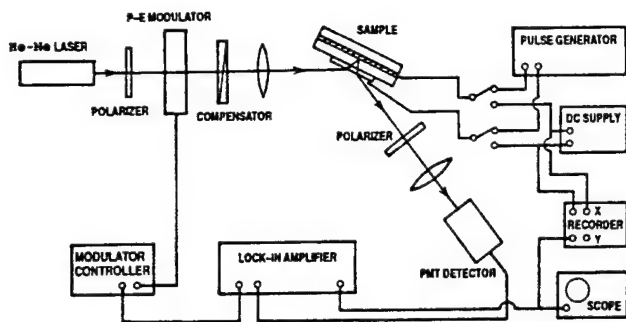 P-E MODULATOR
He-Ne LASER
POLARIZER
COMPENSATOR
SAMPLE
PULSE GENERATOR
DC SUPPLY
POLARIZER
X
RECORDER
Y
MODULATOR
CONTROLLER
LOCK-IN AMPLIFIER
PMT DETECTOR
SCOPE